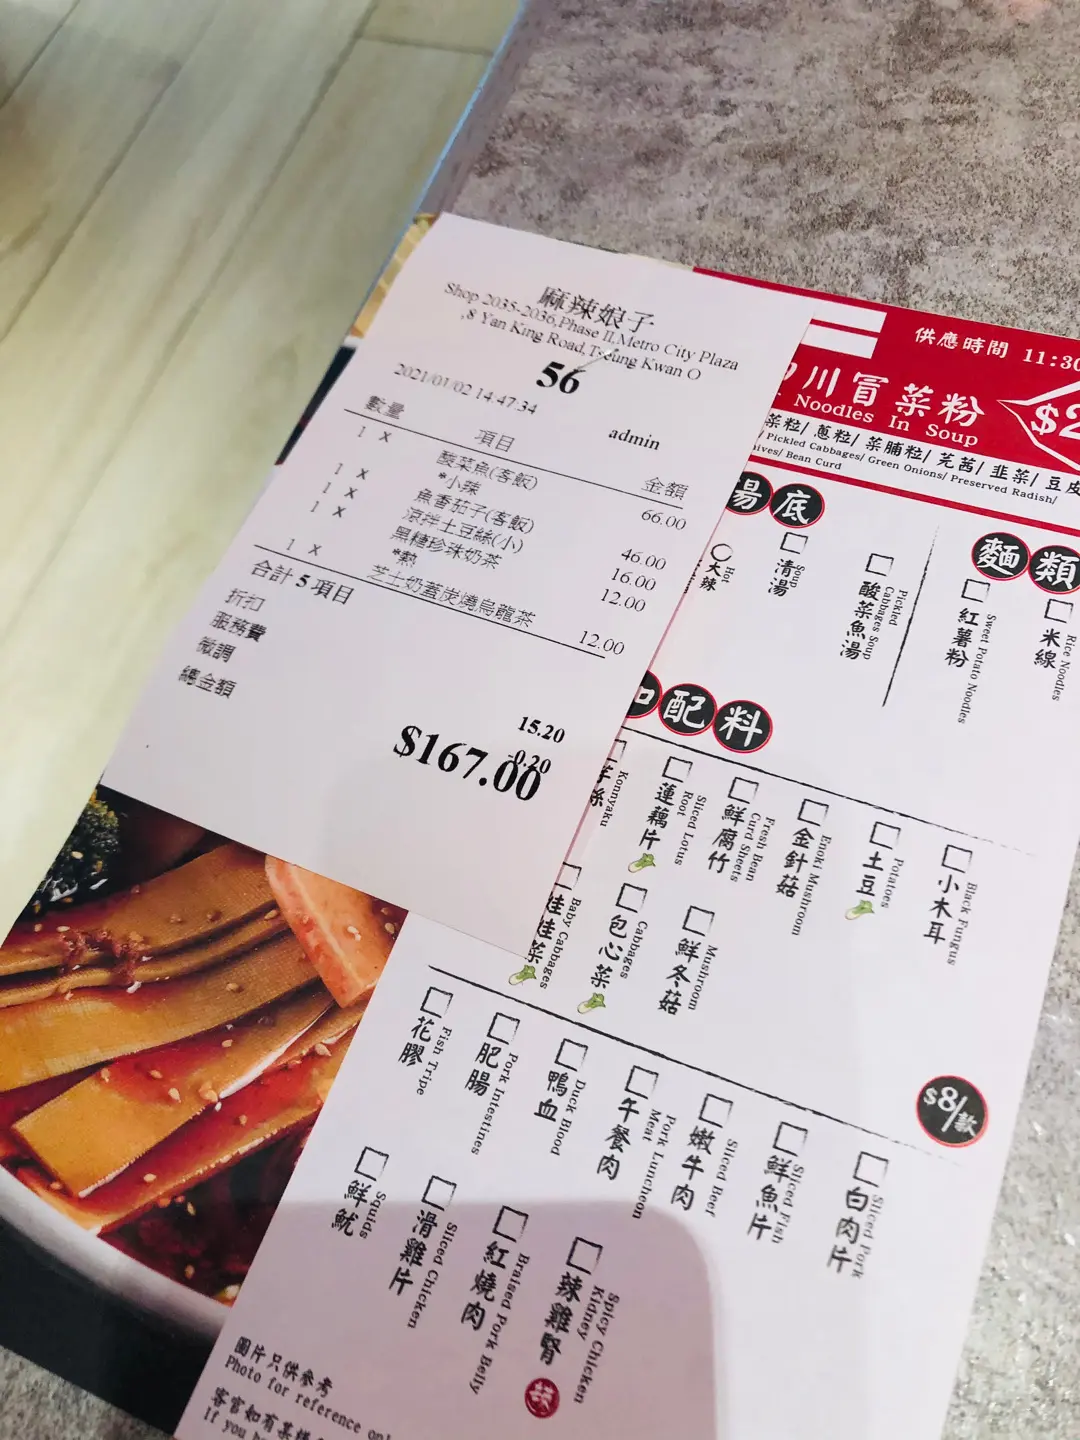 麻辣娘子
Shop 2035-2036,Phase II,Metro City Plaza
,8 Yan King Road,Tseung Kwan O
56
2021/01/02 14:47:34
admin
數量 項目 金額
1 X 酸菜魚(客飯) 66.00
*小辣
1 X 魚香茄子(客飯) 46.00
1 X 涼拌土豆絲(小) 16.00
1 X 黑糖珍珠奶茶 12.00
*熱
1 X 芝士奶蓋炭燒烏龍茶 12.00
合計 5 項目
折扣
服務費 15.20
微調 -0.20
總金額 $167.00
供應時間 11:30
川冒菜粉
Noodles In Soup
$2
菜粒/ 蔥粒/ 菜脯粒/ 芫茜/ 韭菜/ 豆皮
Pickled Cabbages/ Green Onions/ Preserved Radish/
Bean Curd
湯底
大辣
Hot
清湯
Soup
酸菜魚湯
Pickled
Cabbages Soup
麵類
紅薯粉
Sweet Potato Noodles
米線
Rice Noodles
配料
Konnyaku
蓮藕片
Sliced Lotus
Root
鮮腐竹
Fresh Bean
Curd Sheets
金針菇
Enoki Mushroom
土豆
Potatoes
小木耳
Black Fungus
娃娃菜
Baby Cabbages
包心菜
Cabbages
鮮冬菇
Mushroom
$8/款
花膠
Fish Tripe
肥腸
Pork Intestines
鴨血
Duck Blood
午餐肉
Pork Luncheon
Meat
嫩牛肉
Sliced Beef
鮮魚片
Sliced Fish
白肉片
Sliced Pork
鮮魷
Squids
滑雞片
Sliced Chicken
紅燒肉
Braised Pork Belly
辣雞腎
Spicy Chicken
Kidney
圖片只供參考
Photo for reference onl
客官如有菜
If you